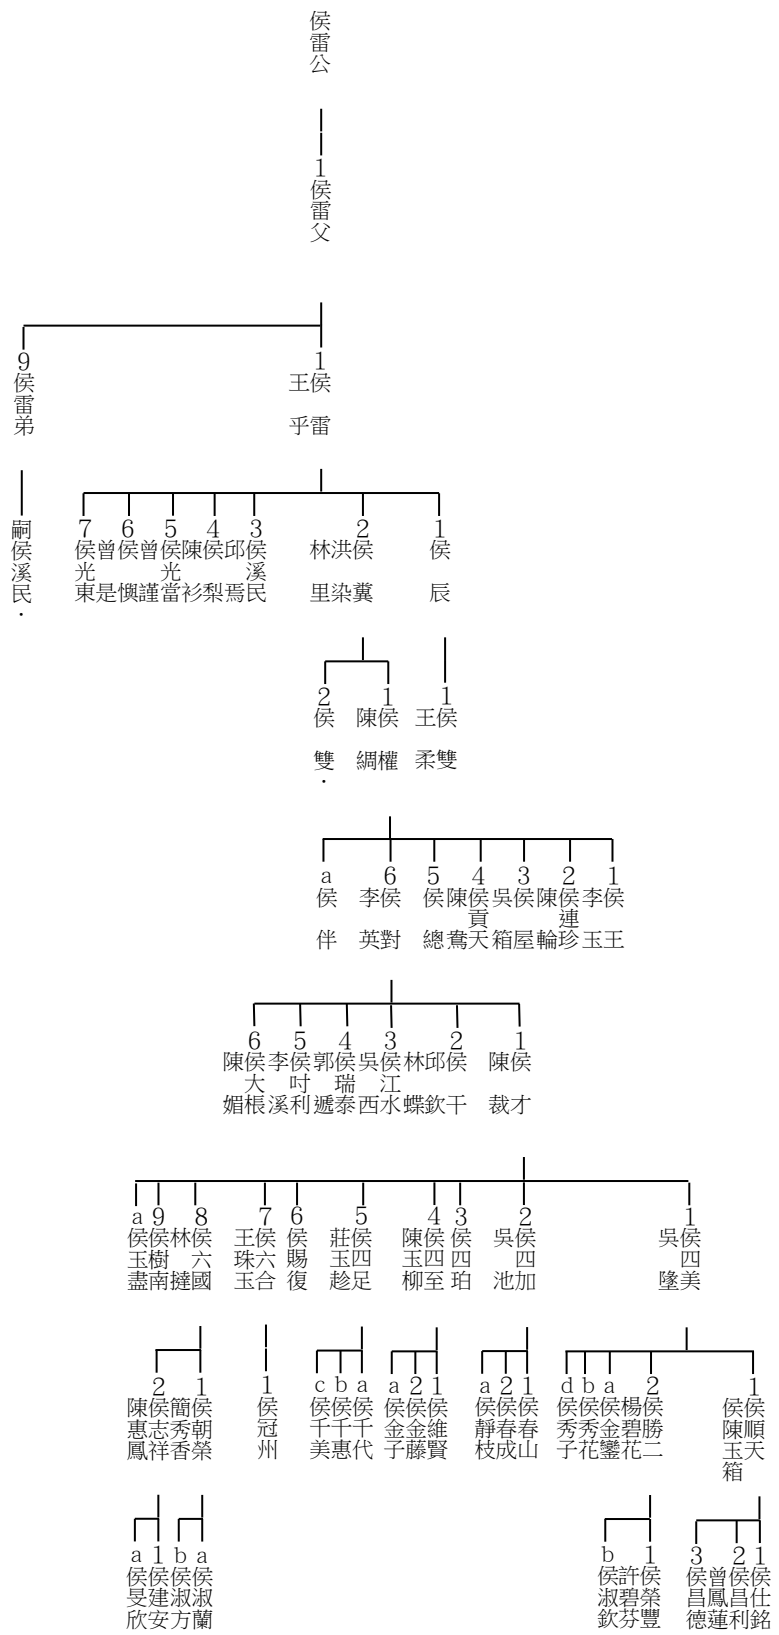 侯雷公
1侯雷父
1侯雷
王乎
9侯雷弟
1侯辰
2侯糞
洪染
林里
3侯溪民
邱焉
4侯梨
陳衫
5侯光當
曾謹
6侯懊
曾是
7侯光東
嗣侯溪民．
1侯雙
王柔
1侯權
陳綢
2侯雙．
1侯王
李玉
2侯連珍
陳輪
3侯屋
吳箱
4侯貢天
陳鴦
5侯總
6侯對
李英
a侯伴
1侯才
陳裁
2侯干
邱欽
林蝶
3侯江水
吳西
4侯瑞泰
郭遞
5侯吋利
李溪
6侯大根
陳媚
1侯四美
吳隆
2侯四加
吳池
3侯四珀
4侯四至
陳玉柳
5侯四足
莊玉趁
6侯賜復
7侯六合
王珠玉
8侯六國
林撻
9侯樹南
a侯玉盡
1侯順天
侯陳玉箱
2侯勝二
楊碧花
a侯金鑾
b侯秀花
d侯秀子
1侯春山
2侯春成
a侯靜枝
1侯維賢
2侯金藤
a侯金子
a侯千代
b侯千惠
c侯千美
1侯冠州
1侯朝榮
簡秀香
2侯志祥
陳惠鳳
1侯仕銘
2侯昌利
曾鳳蓮
3侯昌德
1侯榮豐
許碧芬
b侯淑欽
a侯淑蘭
b侯淑方
1侯建安
a侯旻欣